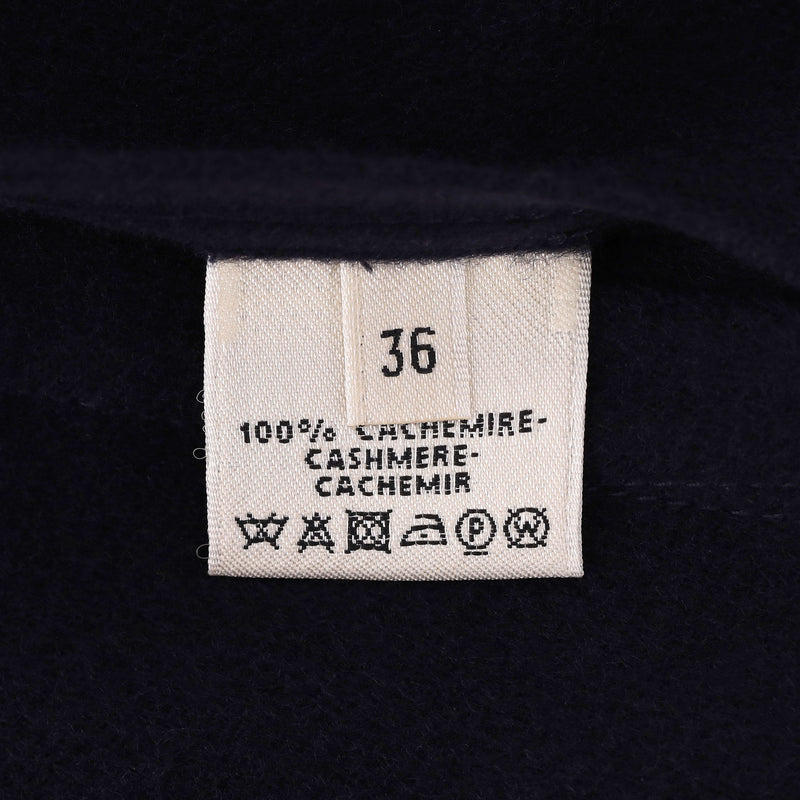 36
100% CACHEMIRE-
CASHMERE-
CACHEMIR
P W